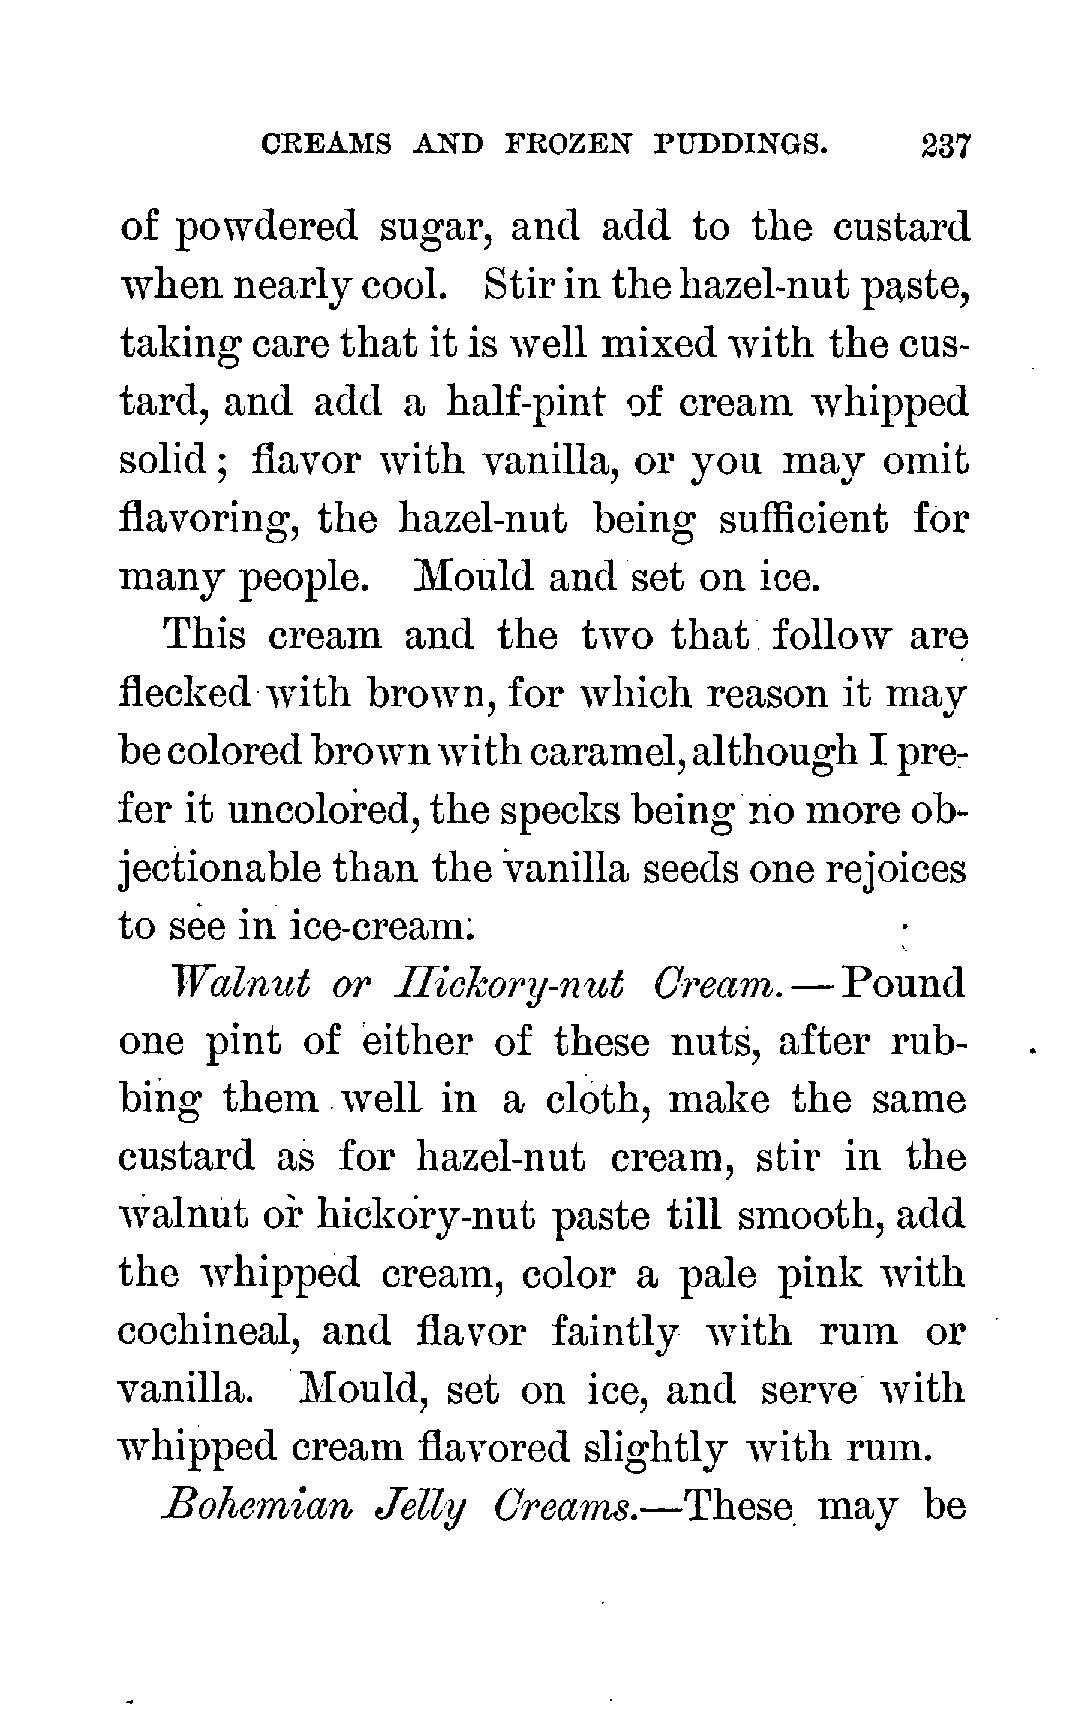 CREAMS AND FROZEN PUDDINGS. 237
of powdered sugar, and add to the custard
when nearly cool. Stir in the hazel-nut paste,
taking care that it is well mixed with the cus-
tard, and add a half-pint of cream whipped
solid; flavor with vanilla, or you may omit
flavoring, the hazel-nut being sufficient for
many people. Mould and set on ice.
This cream and the two that follow are
flecked with brown, for which reason it may
be colored brown with caramel, although I pre-
fer it uncolored, the specks being no more ob-
jectionable than the vanilla seeds one rejoices
to see in ice-cream.
Walnut or Hickory-nut Cream.—Pound
one pint of either of these nuts, after rub-
bing them well in a cloth, make the same
custard as for hazel-nut cream, stir in the
walnut or hickory-nut paste till smooth, add
the whipped cream, color a pale pink with
cochineal, and flavor faintly with rum or
vanilla. Mould, set on ice, and serve with
whipped cream flavored slightly with rum.
Bohemian Jelly Creams.—These may be